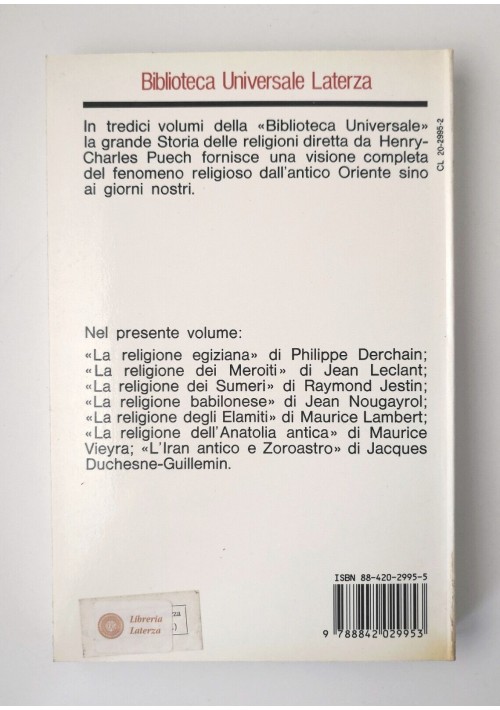 Biblioteca Universale Laterza
In tredici volumi della «Biblioteca Universale»
la grande Storia delle religioni diretta da Henry-
Charles Puech fornisce una visione completa
del fenomeno religioso dall'antico Oriente sino
ai giorni nostri.
CL 20-2995-2
Nel presente volume:
«La religione egiziana» di Philippe Derchain;
«La religione dei Meroiti» di Jean Leclant;
«La religione dei Sumeri» di Raymond Jestin;
«La religione babilonese» di Jean Nougayrol;
«La religione degli Elamiti» di Maurice Lambert;
«La religione dell'Anatolia antica» di Maurice
Vieyra; «L'Iran antico e Zoroastro» di Jacques
Duchesne-Guillemin.
ISBN 88-420-2995-5
9 788842 029953
Libreria
Laterza